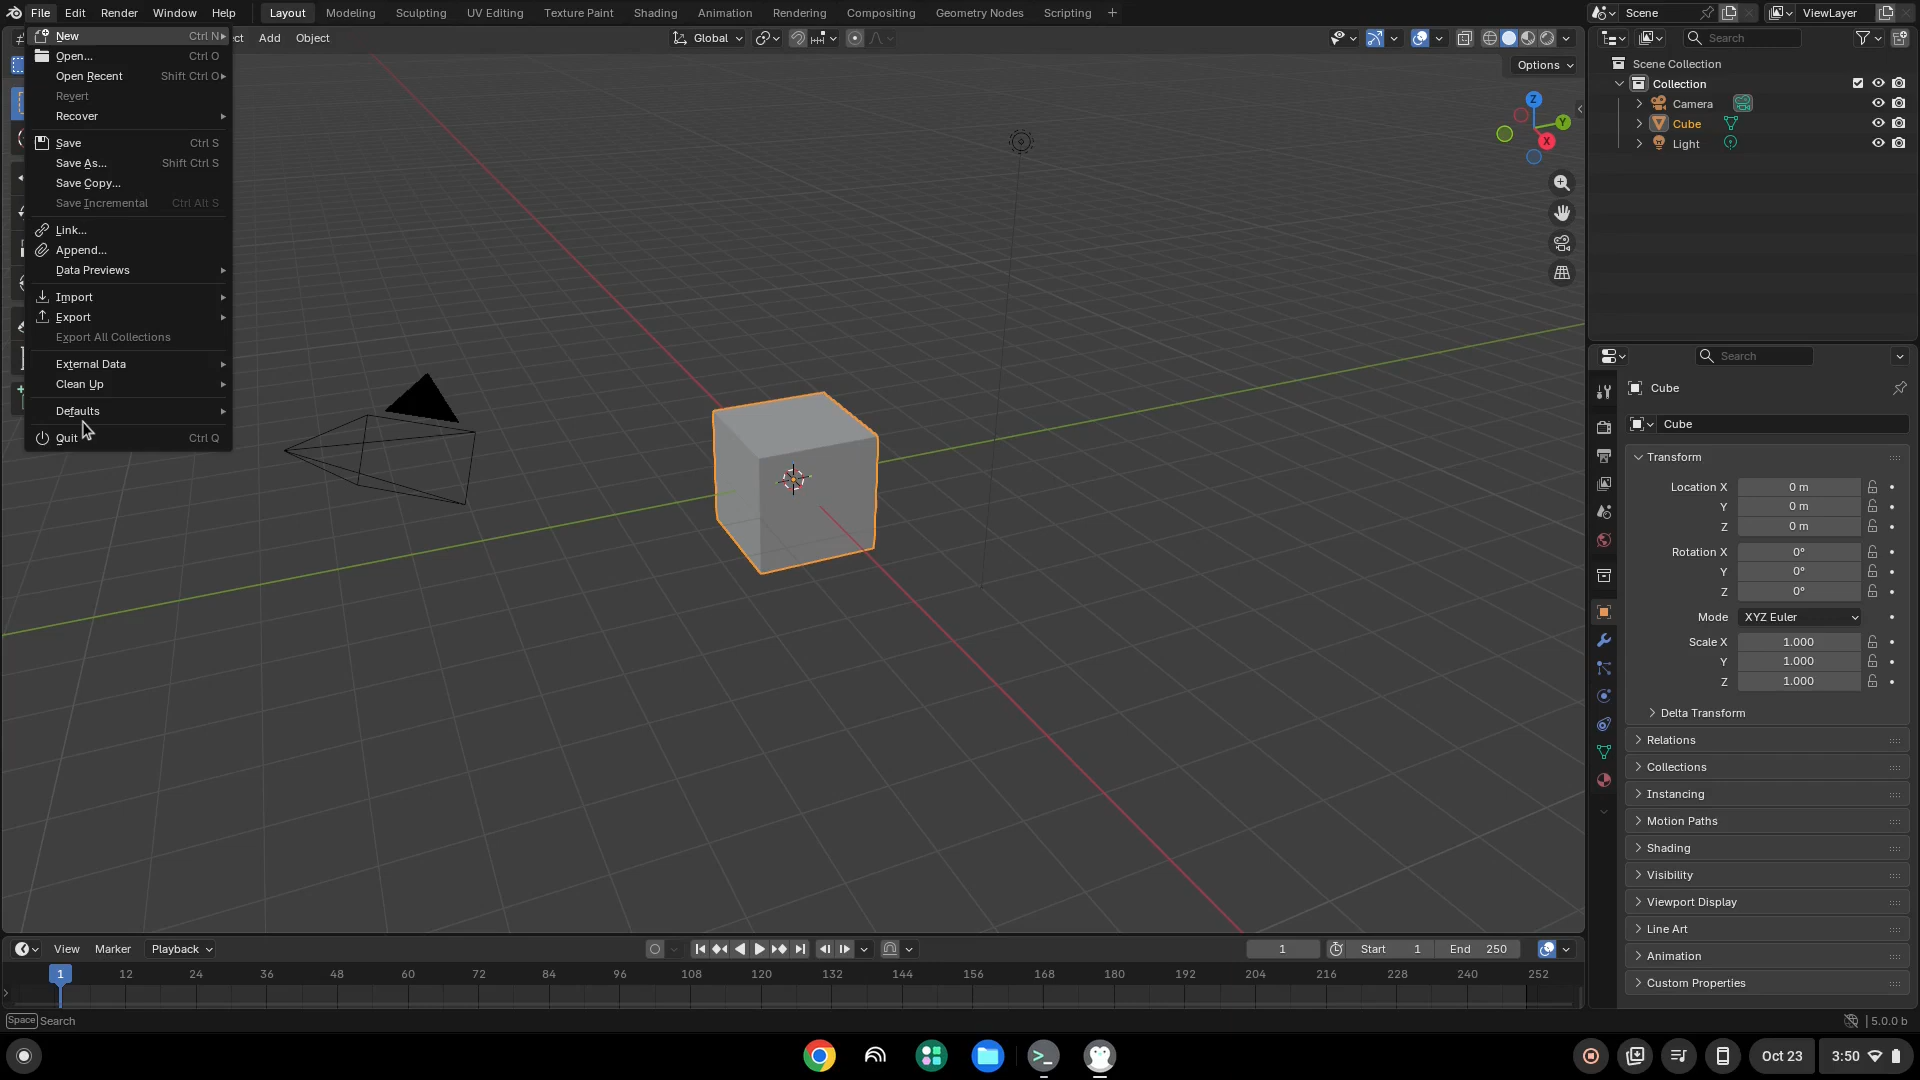 File Edit Render Window Help Layout Modeling Sculpting UV Editing Texture Paint Shading Animation Rendering Compositing Geometry Nodes Scripting + Scene ViewLayer
New Ctrl N
Open... Ctrl O
Open Recent Shift Ctrl O
Revert
Recover
Save Ctrl S
Save As... Shift Ctrl S
Save Copy...
Save Incremental Ctrl Alt S
Link...
Append...
Data Previews
Import
Export
Export All Collections
External Data
Clean Up
Defaults
Quit Ctrl Q
ect Add Object Global
Options
Z
Y
X
Search
Scene Collection
Collection
Camera
Cube
Light
Search
Cube
Cube
Transform
Location X 0 m
Y 0 m
Z 0 m
Rotation X 0°
Y 0°
Z 0°
Mode XYZ Euler
Scale X 1.000
Y 1.000
Z 1.000
Delta Transform
Relations
Collections
Instancing
Motion Paths
Shading
Visibility
Viewport Display
Line Art
Animation
Custom Properties
View Marker Playback 1 Start 1 End 250
1 12 24 36 48 60 72 84 96 108 120 132 144 156 168 180 192 204 216 228 240 252
Space Search 5.0.0 b
Oct 23 3:50